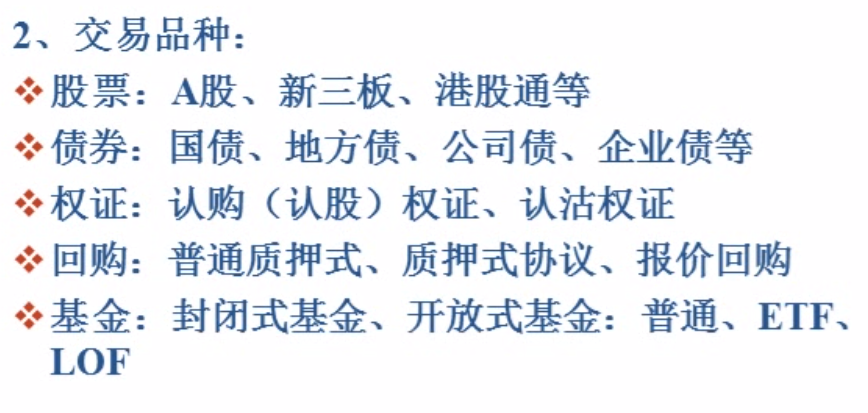 2、交易品种：
股票：A股、新三板、港股通等
债券：国债、地方债、公司债、企业债等
权证：认购（认股）权证、认沽权证
回购：普通质押式、质押式协议、报价回购
基金：封闭式基金、开放式基金：普通、ETF、
LOF